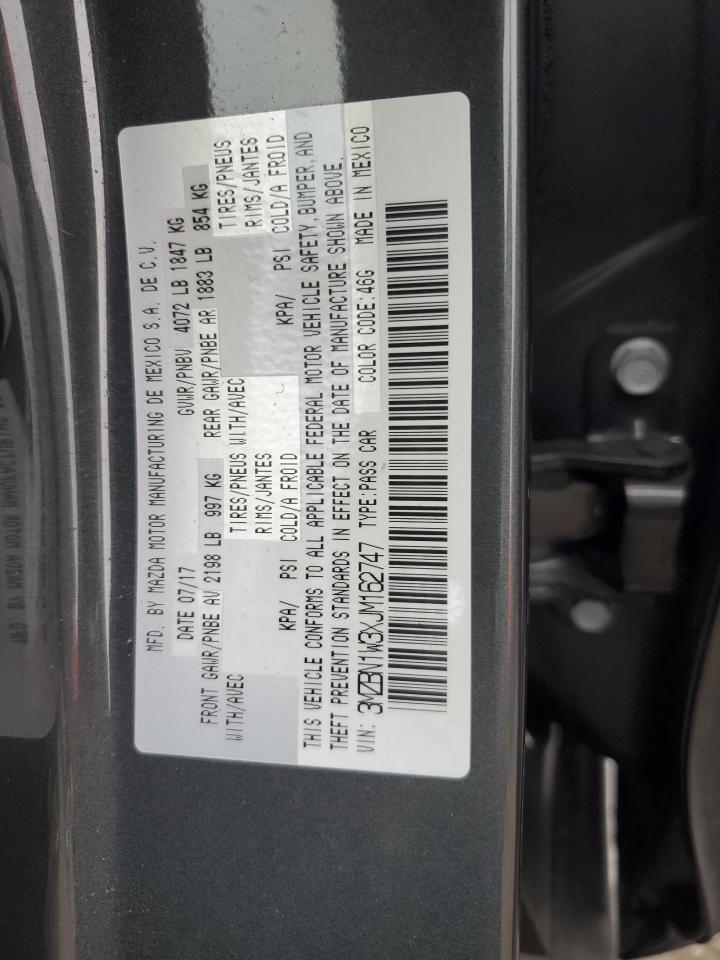 MFD. BY MAZDA MOTOR MANUFACTURING DE MEXICO S.A. DE C.V.
DATE 07/17 GVWR/PNBV 4072 LB 1847 KG
FRONT GAWR/PNBE AV 2198 LB 997 KG REAR GAWR/PNBE AR 1883 LB 854 KG
WITH/AVEC TIRES/PNEUS WITH/AVEC TIRES/PNEUS
RIMS/JANTES RIMS/JANTES
KPA/ PSI COLD/A FROID KPA/ PSI COLD/A FROID
THIS VEHICLE CONFORMS TO ALL APPLICABLE FEDERAL MOTOR VEHICLE SAFETY, BUMPER, AND
THEFT PREVENTION STANDARDS IN EFFECT ON THE DATE OF MANUFACTURE SHOWN ABOVE.
VIN: 3MZBN1W3XJM162747 TYPE:PASS CAR COLOR CODE:46G MADE IN MEXICO